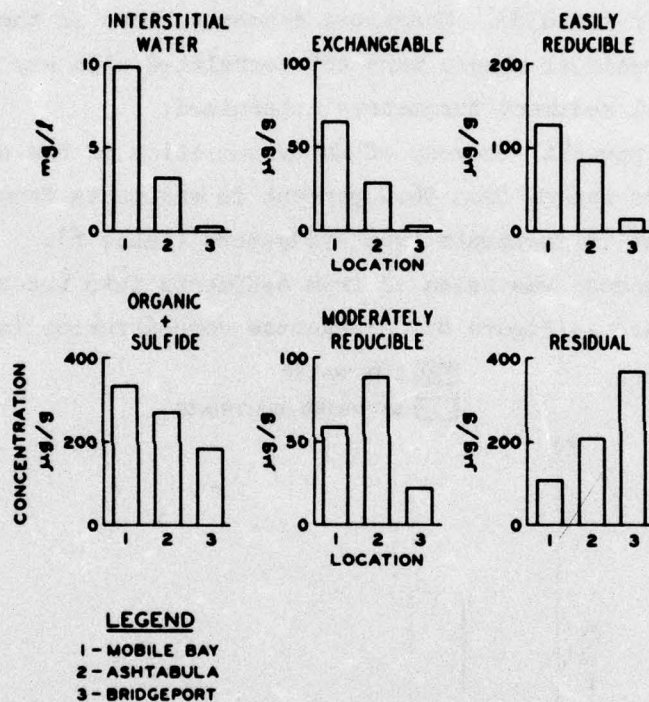 INTERSTITIAL
WATER
10
5
0
mg/l
2
3
EXCHANGEABLE
100
50
0
µg/g
2
3
LOCATION
EASILY
REDUCIBLE
200
100
0
µg/g
2
3
ORGANIC
+
SULFIDE
400
200
0
CONCENTRATION
µg/g
1
2
3
MODERATELY
REDUCIBLE
100
50
0
µg/g
1
2
3
LOCATION
RESIDUAL
400
200
0
µg/g
1
2
3
LEGEND
1 - MOBILE BAY
2 - ASHTABULA
3 - BRIDGEPORT